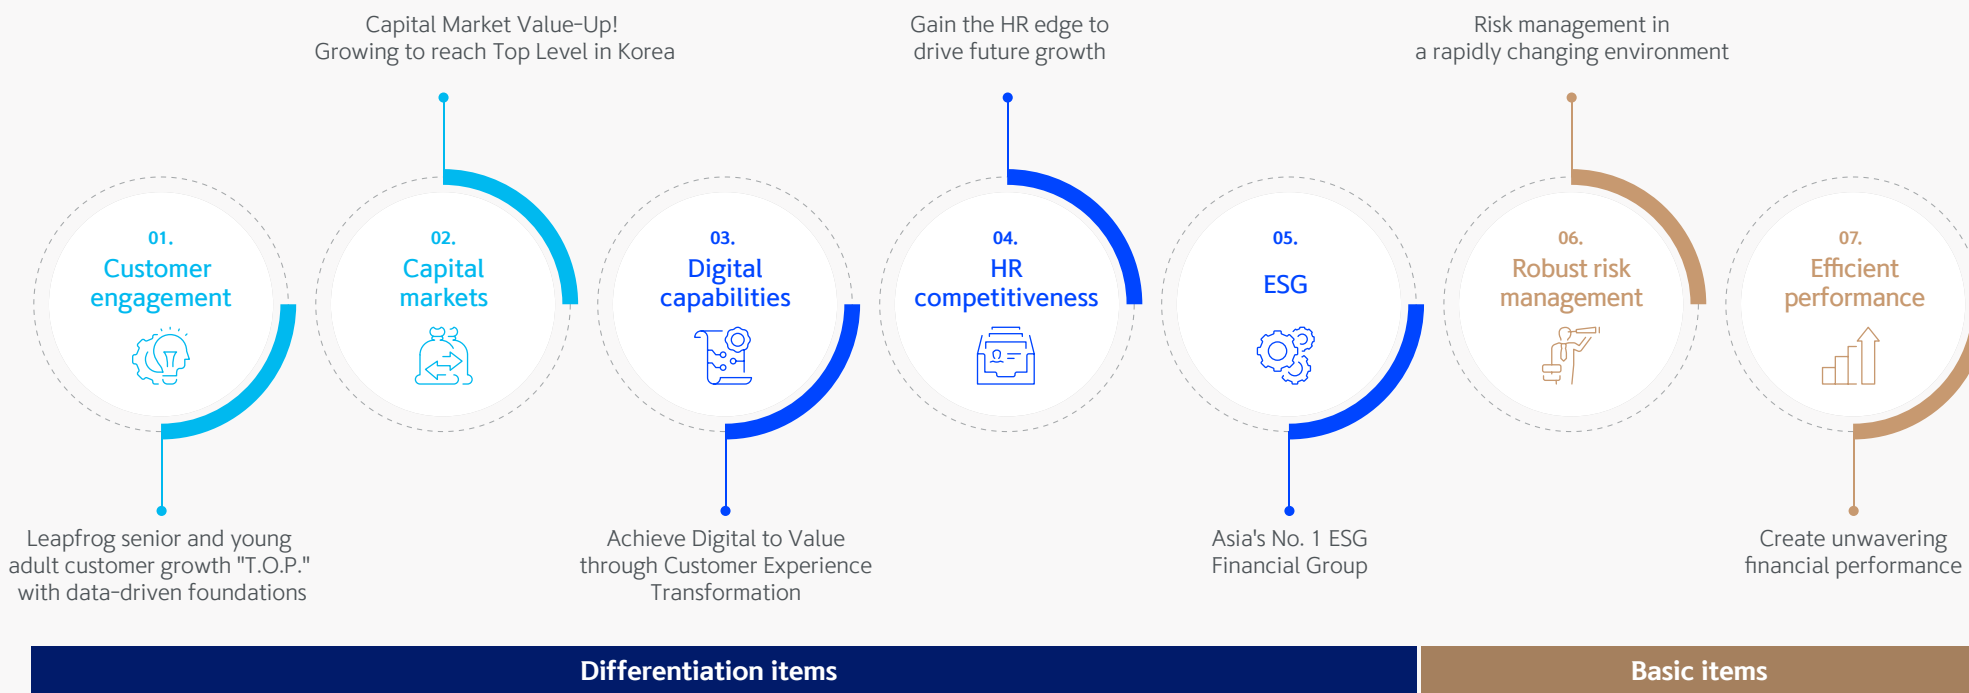 Capital Market Value-Up!
Growing to reach Top Level in Korea
Gain the HR edge to
drive future growth
Risk management in
a rapidly changing environment
01.
Customer
engagement
02.
Capital
markets
03.
Digital
capabilities
04.
HR
competitiveness
05.
ESG
06.
Robust risk
management
07.
Efficient
performance
Leapfrog senior and young
adult customer growth "T.O.P."
with data-driven foundations
Achieve Digital to Value
through Customer Experience
Transformation
Asia's No. 1 ESG
Financial Group
Create unwavering
financial performance
Differentiation items
Basic items